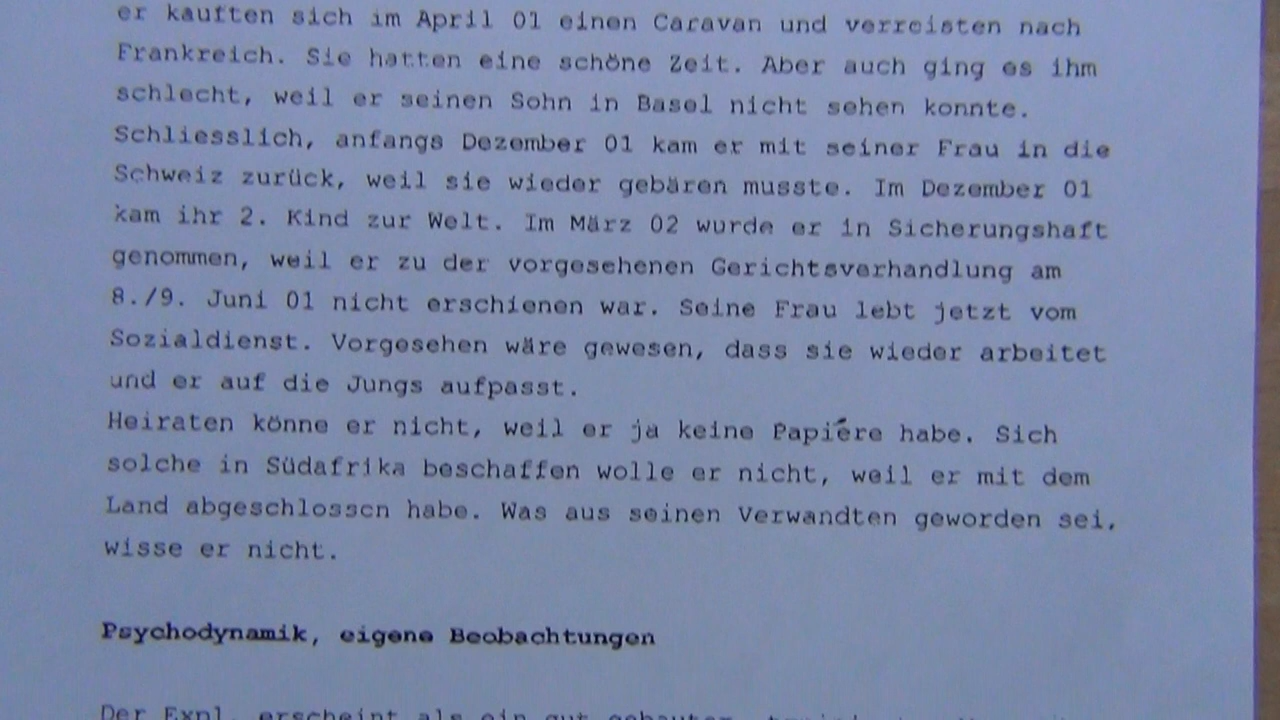 er kauften sich im April 01 einen Caravan und verreisten nach
Frankreich. Sie hatten eine schöne Zeit. Aber auch ging es ihm
schlecht, weil er seinen Sohn in Basel nicht sehen konnte.
Schliesslich, anfangs Dezember 01 kam er mit seiner Frau in die
Schweiz zurück, weil sie wieder gebären musste. Im Dezember 01
kam ihr 2. Kind zur Welt. Im März 02 wurde er in Sicherungshaft
genommen, weil er zu der vorgesehenen Gerichtsverhandlung am
8./9. Juni 01 nicht erschienen war. Seine Frau lebt jetzt vom
Sozialdienst. Vorgesehen wäre gewesen, dass sie wieder arbeitet
und er auf die Jungs aufpasst.
Heiraten könne er nicht, weil er ja keine Papiere habe. Sich
solche in Südafrika beschaffen wolle er nicht, weil er mit dem
Land abgeschlossen habe. Was aus seinen Verwandten geworden sei,
wisse er nicht.
Psychodynamik, eigene Beobachtungen
Der Expl. erscheint als ein gut gebauter,